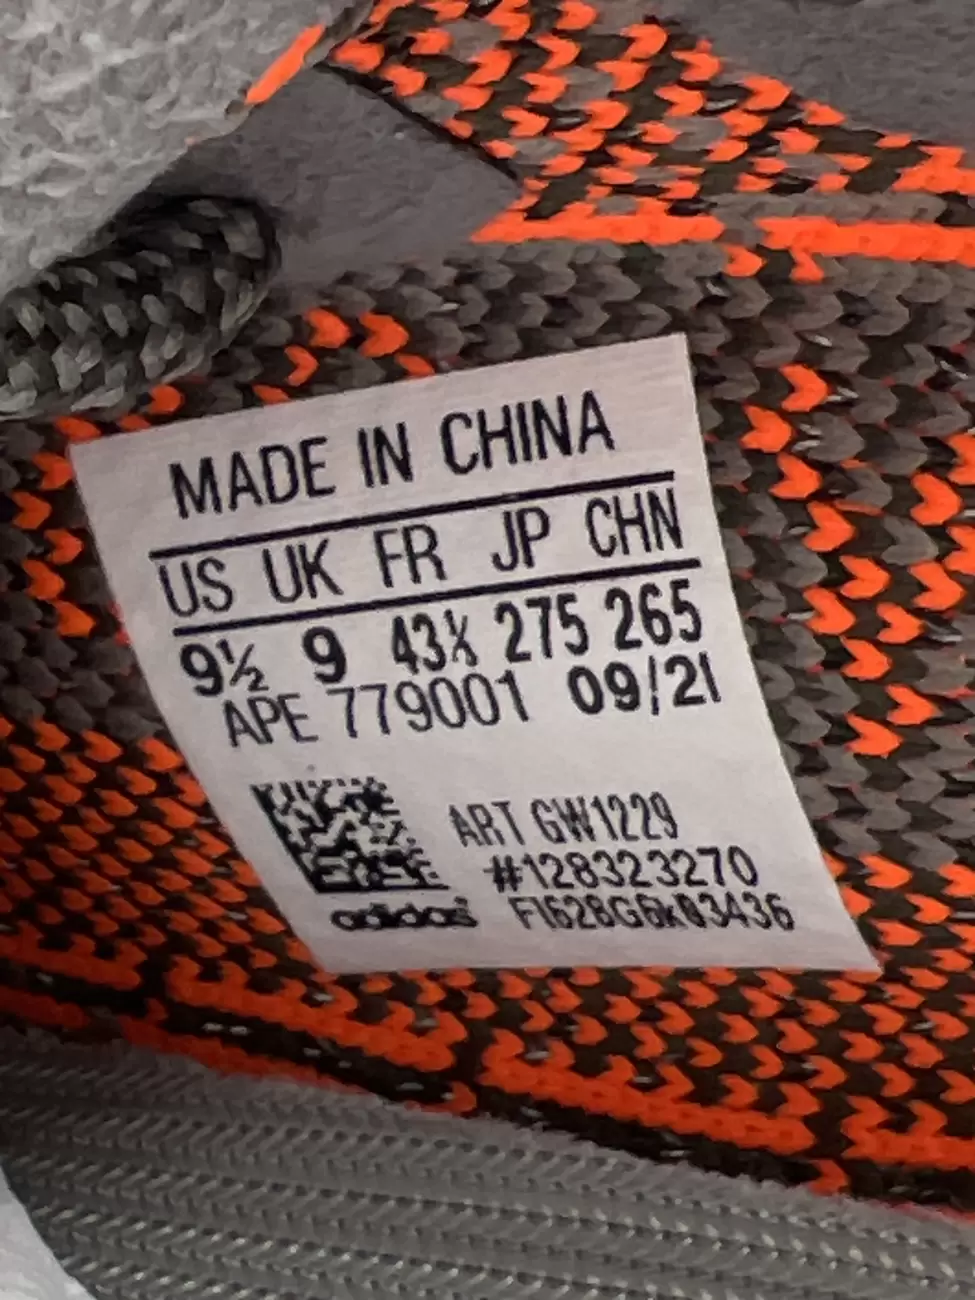 MADE IN CHINA
US UK FR JP CHN
9½ 9 43⅓ 275 265
APE 779001 09/21
ART GW1229
#128323270
adidas